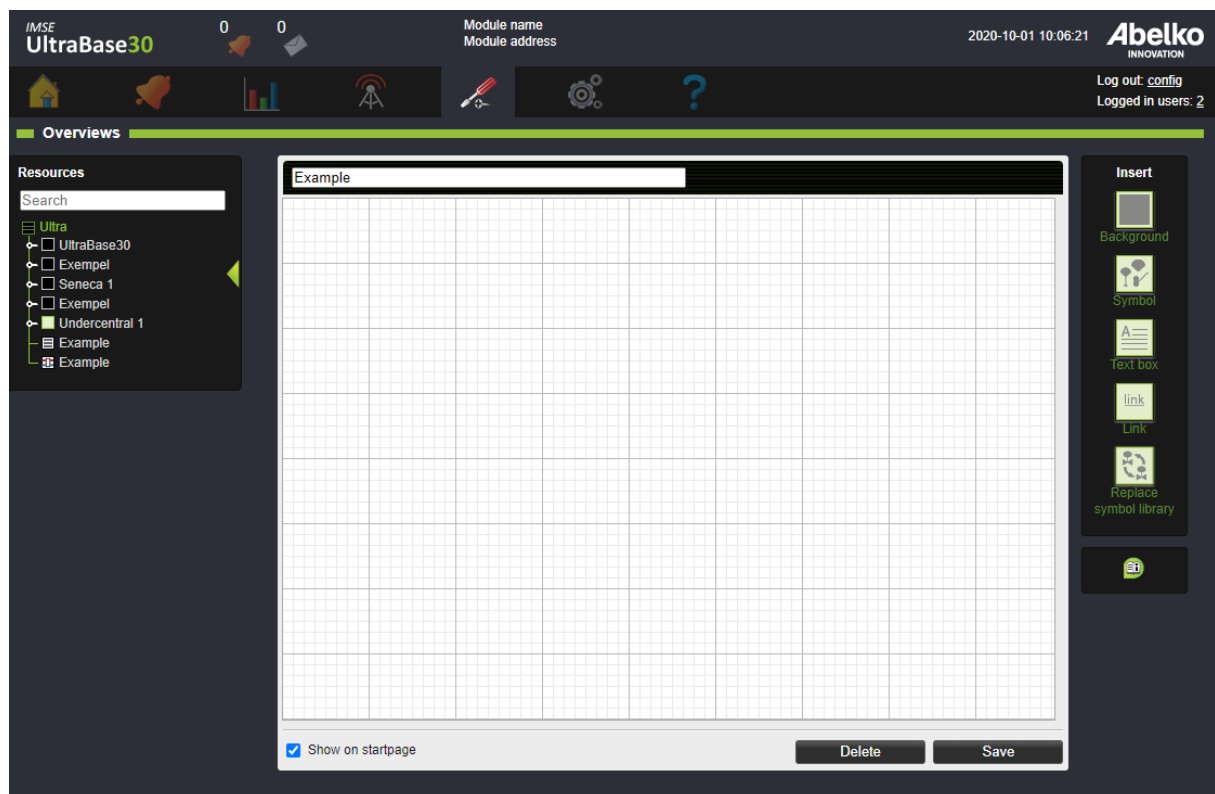 IMSE
UltraBase30
0
0
Module name
Module address
2020-10-01 10:06:21
Abelko
INNOVATION
Log out: config
Logged in users: 2
Overviews
Resources
Search
Ultra
UltraBase30
Exempel
Seneca 1
Exempel
Undercentral 1
Example
Example
Example
Show on startpage
Delete
Save
Insert
Background
Symbol
A
Text box
link
Link
Replace
symbol library